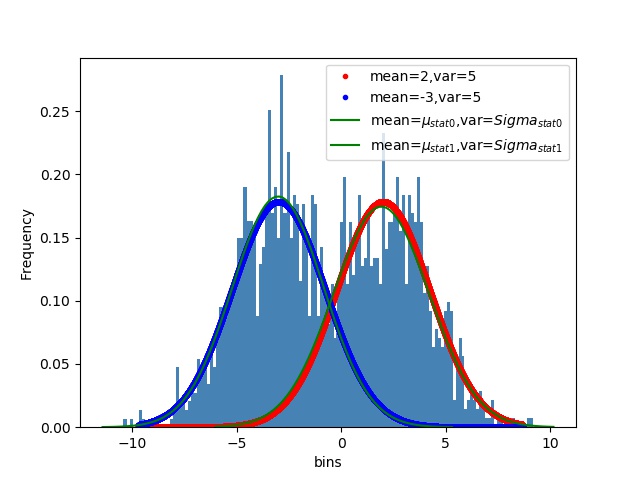 mean=2,var=5
mean=-3,var=5
mean=μstat0,var=Sigmastat0
mean=μstat1,var=Sigmastat1
0.25
0.20
0.15
0.10
0.05
0.00
Frequency
−10 −5 0 5 10
bins